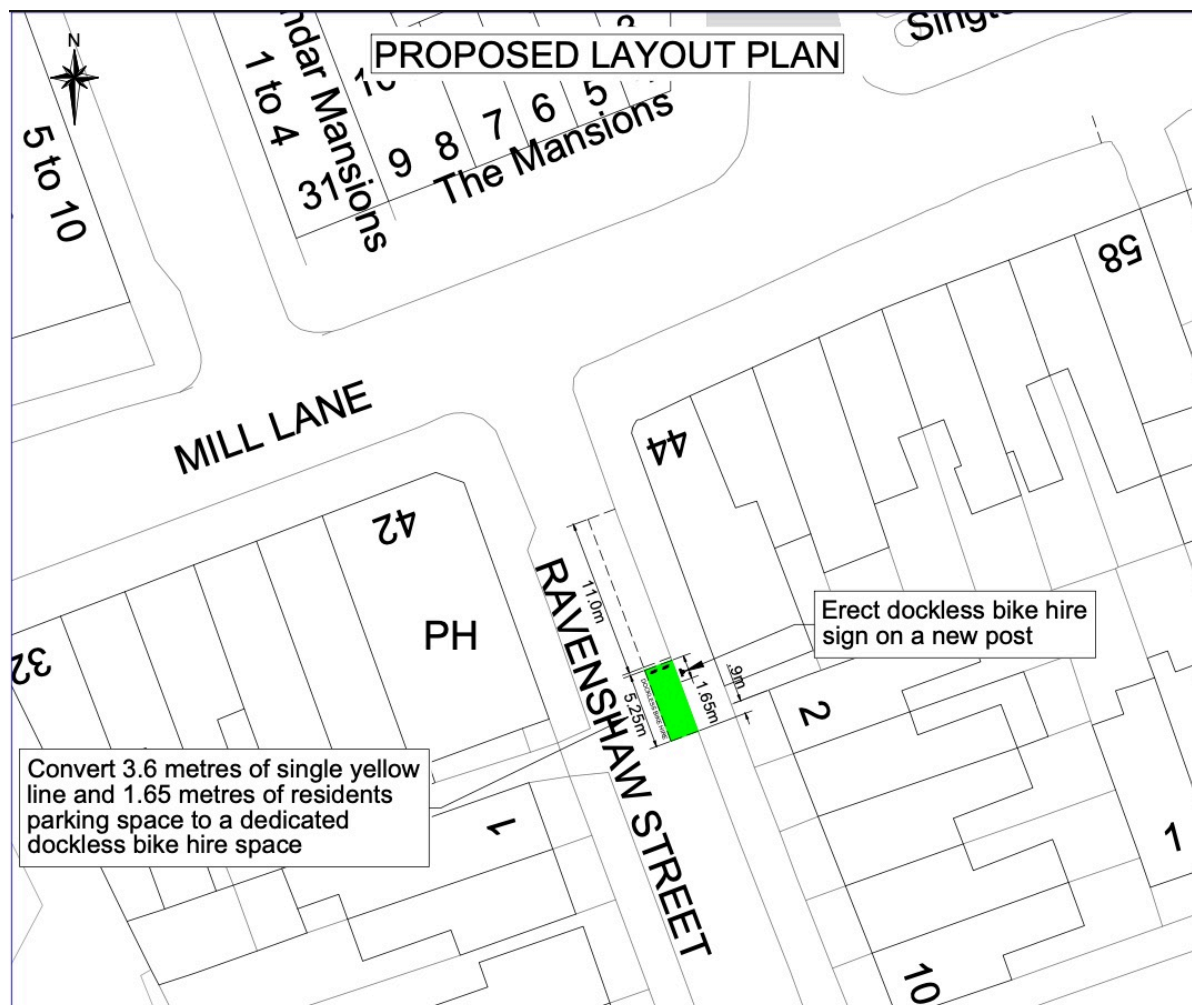 PROPOSED LAYOUT PLAN
N
5 to 10
1 to 4
31
ndar Mansions
9
8
7
6
5
The Mansions
58
MILL LANE
44
42
32
PH
RAVENSHAW STREET
11.0m
5.25m
DOCKLESS BIKE HIRE
1.65m
.9m
Erect dockless bike hire
sign on a new post
2
Convert 3.6 metres of single yellow
line and 1.65 metres of residents
parking space to a dedicated
dockless bike hire space
1
1
10